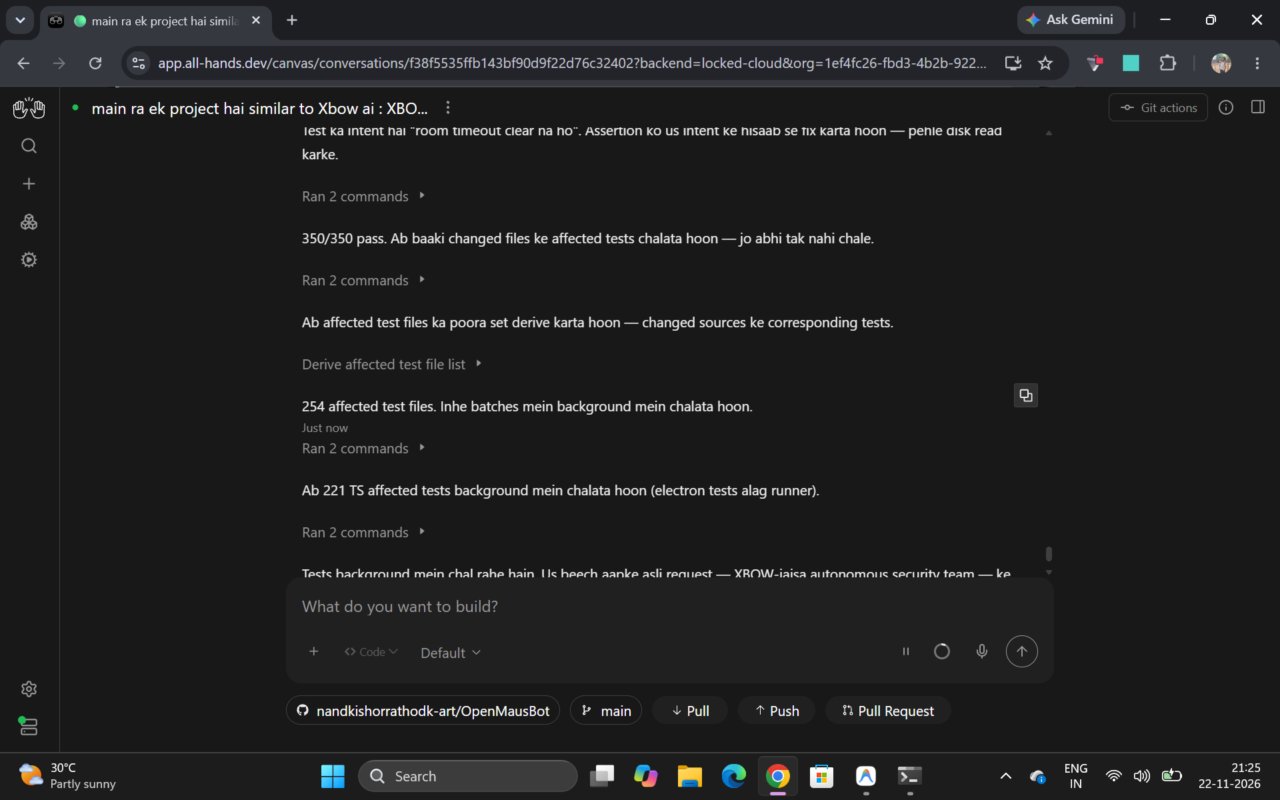 main ra ek project hai simila
Ask Gemini
app.all-hands.dev/canvas/conversations/f38f5535ffb143bf90d9f22d76c32402?backend=locked-cloud&org=1ef4fc26-fbd3-4b2b-922...
main ra ek project hai similar to Xbow ai : XBO...
Git actions
Test ka intent hai "room timeout clear na ho". Assertion ko us intent ke hisaab se fix karta hoon — pehle disk read
karke.
Ran 2 commands
350/350 pass. Ab baaki changed files ke affected tests chalata hoon — jo abhi tak nahi chale.
Ran 2 commands
Ab affected test files ka poora set derive karta hoon — changed sources ke corresponding tests.
Derive affected test file list
254 affected test files. Inhe batches mein background mein chalata hoon.
Just now
Ran 2 commands
Ab 221 TS affected tests background mein chalata hoon (electron tests alag runner).
Ran 2 commands
Tests background mein chal rahe hain. Us beech aapke asli request — XBOW-jaisa autonomous security team — ke
What do you want to build?
Code
Default
nandkishorrathodk-art/OpenMausBot
main
Pull
Push
Pull Request
30°C
Partly sunny
Search
ENG
IN
21:25
22-11-2026